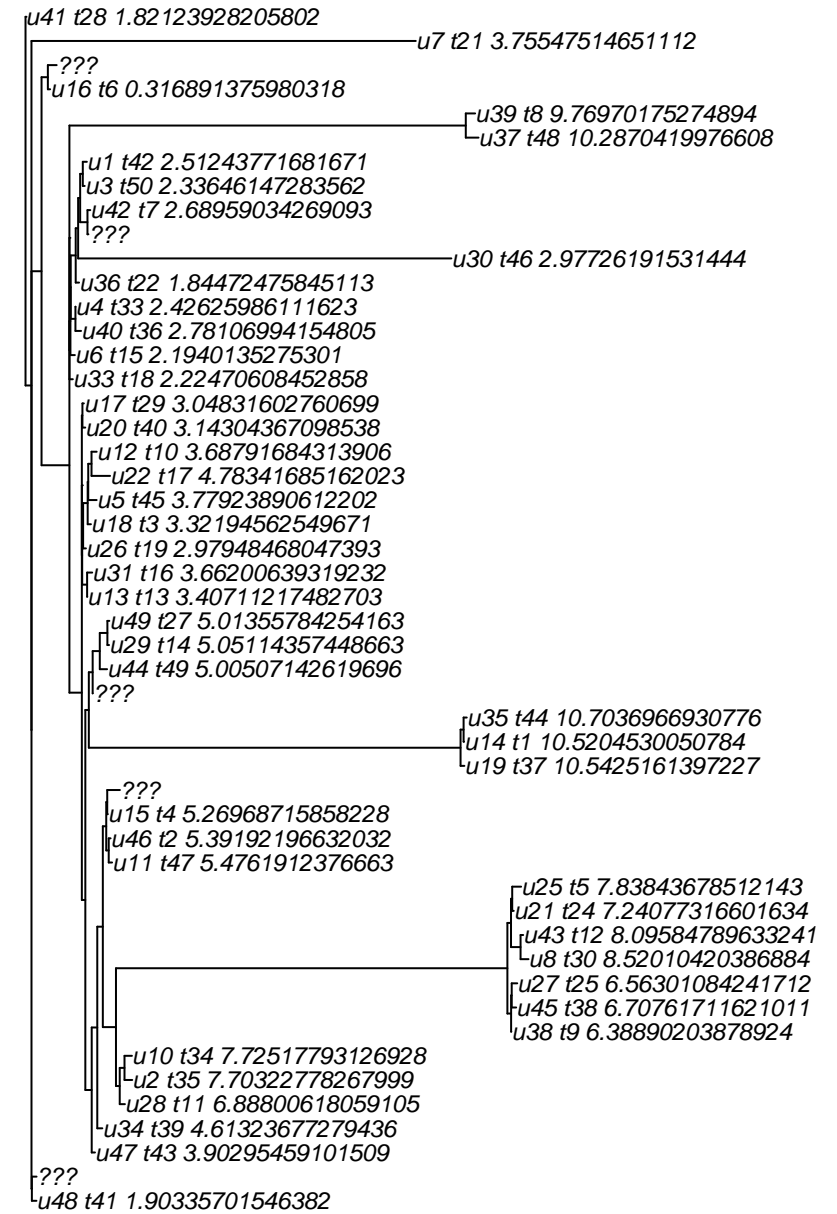 u41 t28 1.82123928205802
u7 t21 3.75547514651112
???
u16 t6 0.316891375980318
u39 t8 9.76970175274894
u37 t48 10.2870419976608
u1 t42 2.51243771681671
u3 t50 2.33646147283562
u42 t7 2.68959034269093
???
u30 t46 2.97726191531444
u36 t22 1.84472475845113
u4 t33 2.42625986111623
u40 t36 2.78106994154805
u6 t15 2.1940135275301
u33 t18 2.22470608452858
u17 t29 3.04831602760699
u20 t40 3.14304367098538
u12 t10 3.68791684313906
u22 t17 4.78341685162023
u5 t45 3.77923890612202
u18 t3 3.32194562549671
u26 t19 2.97948468047393
u31 t16 3.66200639319232
u13 t13 3.40711217482703
u49 t27 5.01355784254163
u29 t14 5.05114357448663
u44 t49 5.00507142619696
???
u35 t44 10.7036966930776
u14 t1 10.5204530050784
u19 t37 10.5425161397227
???
u15 t4 5.26968715858228
u46 t2 5.39192196632032
u11 t47 5.4761912376663
u25 t5 7.83843678512143
u21 t24 7.24077316601634
u43 t12 8.09584789633241
u8 t30 8.52010420386884
u27 t25 6.56301084241712
u45 t38 6.70761711621011
u38 t9 6.38890203878924
u10 t34 7.72517793126928
u2 t35 7.70322778267999
u28 t11 6.88800618059105
u34 t39 4.61323677279436
u47 t43 3.90295459101509
???
u48 t41 1.90335701546382